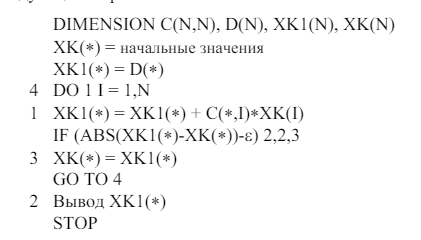 DIMENSION C(N,N), D(N), XK1(N), XK(N)
XK(∗) = начальные значения
XK1(∗) = D(∗)
4 DO 1 I = 1,N
1 XK1(∗) = XK1(∗) + C(∗,I)∗XK(I)
IF (ABS(XK1(∗)-XK(∗))-ε) 2,2,3
3 XK(∗) = XK1(∗)
GO TO 4
2 Вывод XK1(∗)
STOP